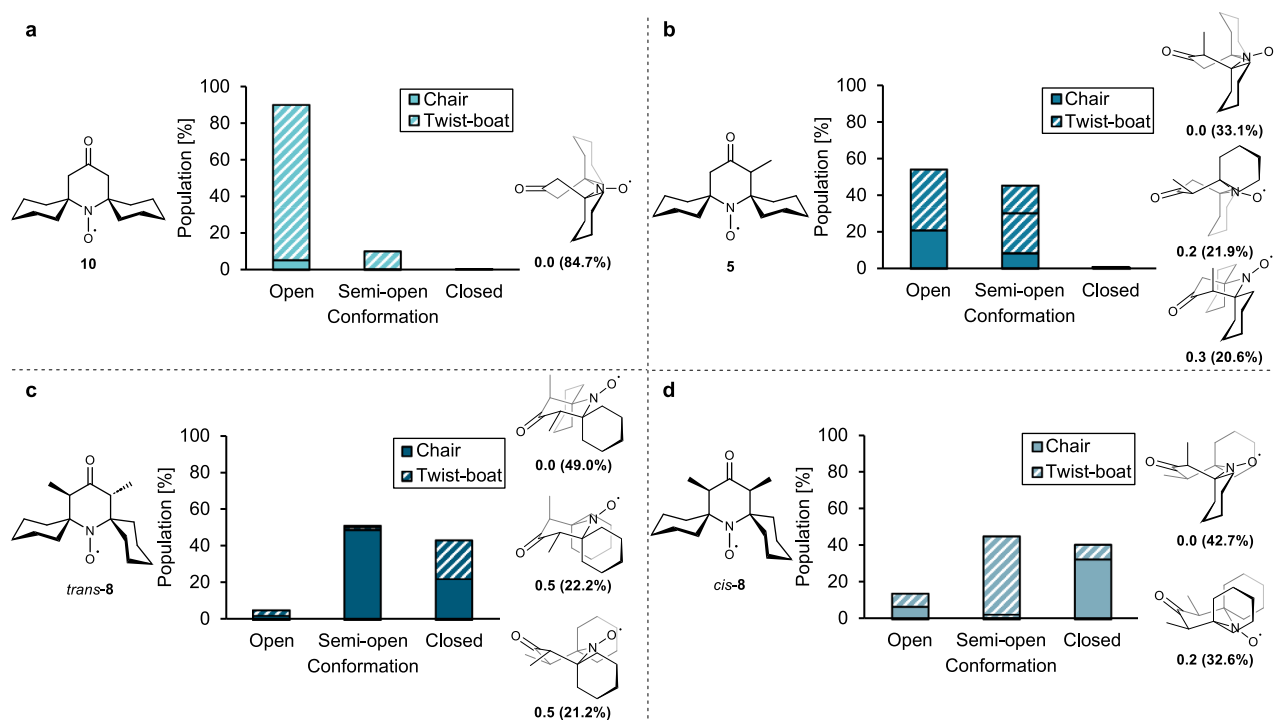 a
100
80
60
40
20
0
Population [%]
Chair
Twist-boat
Open
Semi-open
Closed
Conformation
O
N
O•
10
O
N
O•
0.0 (84.7%)
b
100
80
60
40
20
0
Population [%]
Chair
Twist-boat
Open
Semi-open
Closed
Conformation
O
N
O•
5
O
N
O•
0.0 (33.1%)
O
N
O•
0.2 (21.9%)
O
N
O•
0.3 (20.6%)
c
100
80
60
40
20
0
Population [%]
Chair
Twist-boat
Open
Semi-open
Closed
Conformation
O
N
O•
trans-8
O
N
O•
0.0 (49.0%)
O
N
O•
0.5 (22.2%)
O
N
O•
0.5 (21.2%)
d
100
80
60
40
20
0
Population [%]
Chair
Twist-boat
Open
Semi-open
Closed
Conformation
O
N
O•
cis-8
O
N
O•
0.0 (42.7%)
O
N
O•
0.2 (32.6%)